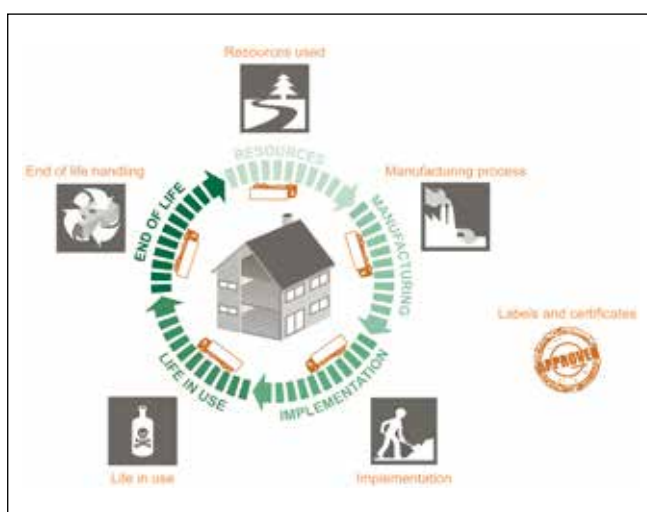 Resources used
RESOURCES
End of life handling
END OF LIFE
Manufacturing process
MANUFACTURING
Labels and certificates
APPROVED
LIFE IN USE
IMPLEMENTATION
Life in use
Implementation